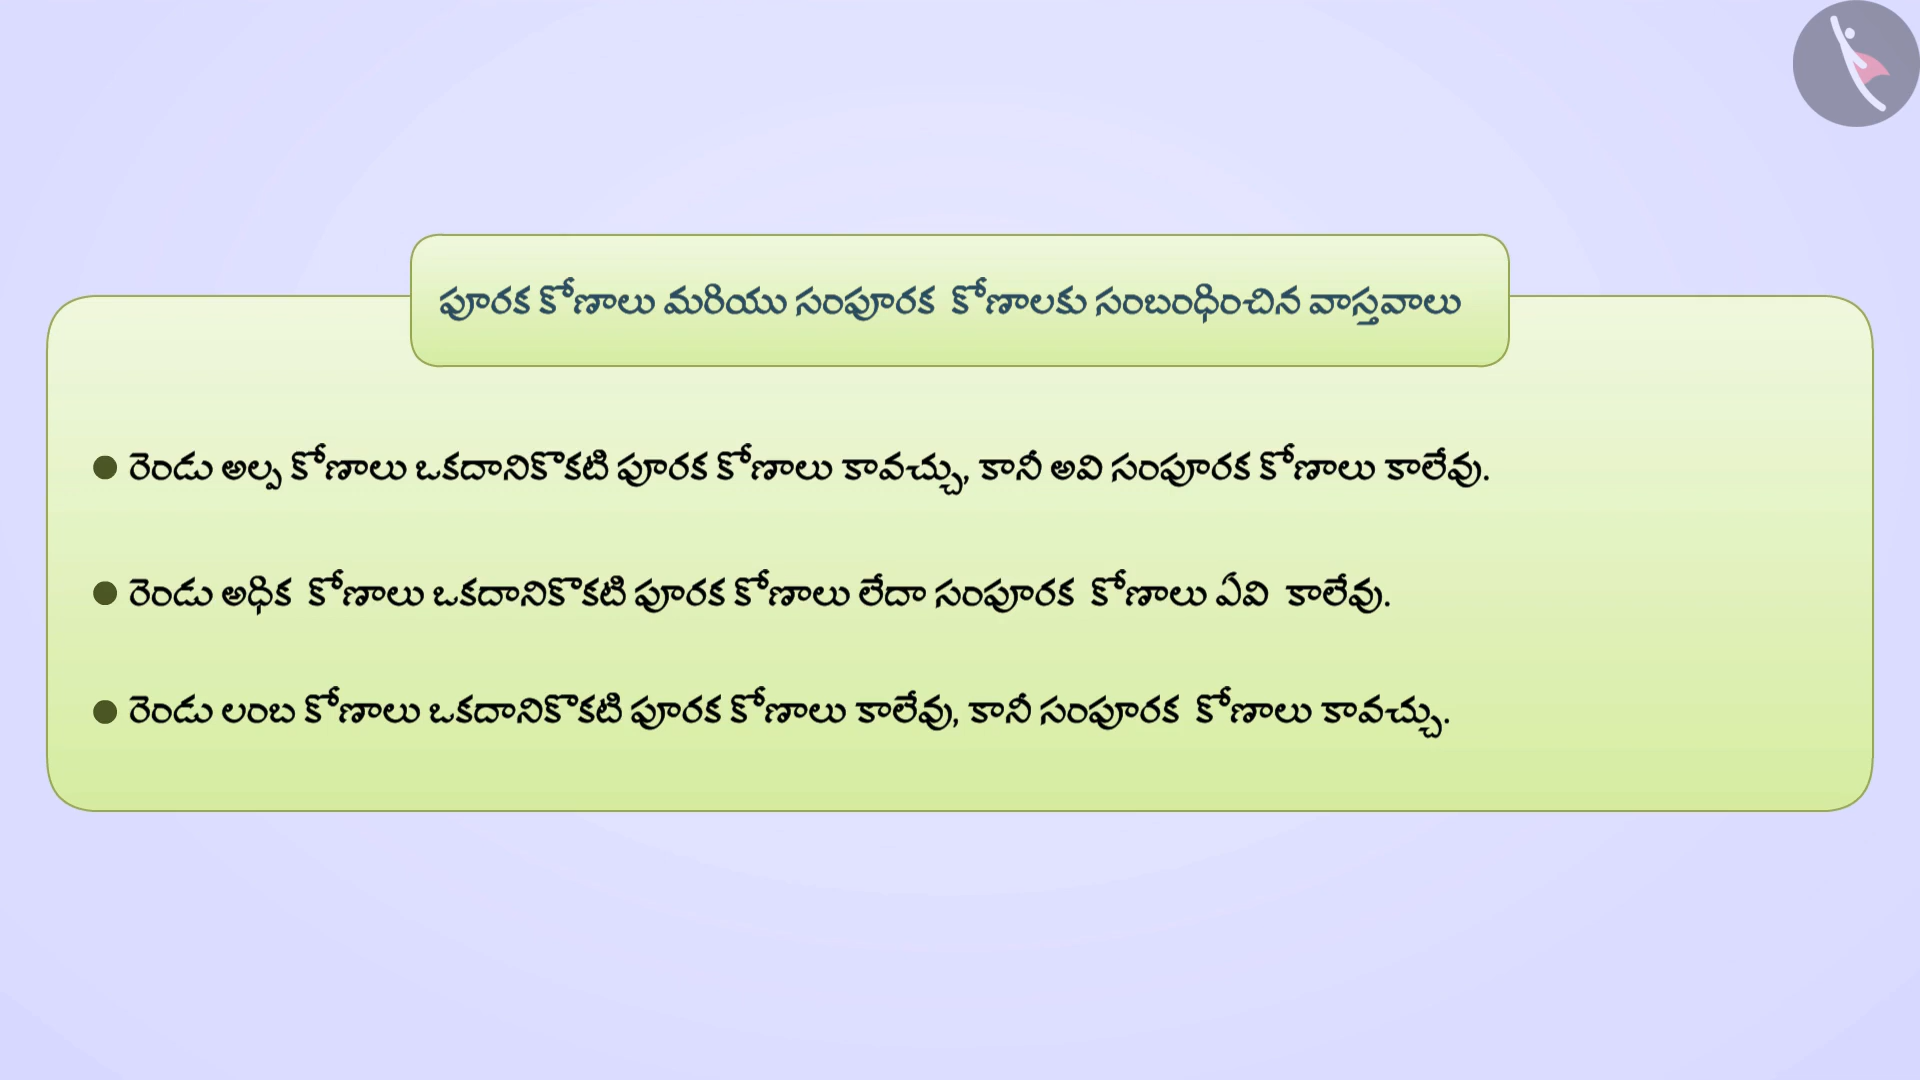 పూరక కోణాలు మరియు సంపూరక కోణాలకు సంబంధించిన వాస్తవాలు
రెండు అల్ప కోణాలు ఒకదానికొకటి పూరక కోణాలు కావచ్చు, కానీ అవి సంపూరక కోణాలు కాలేవు.
రెండు అధిక కోణాలు ఒకదానికొకటి పూరక కోణాలు లేదా సంపూరక కోణాలు ఏవి కాలేవు.
రెండు లంబ కోణాలు ఒకదానికొకటి పూరక కోణాలు కాలేవు, కానీ సంపూరక కోణాలు కావచ్చు.